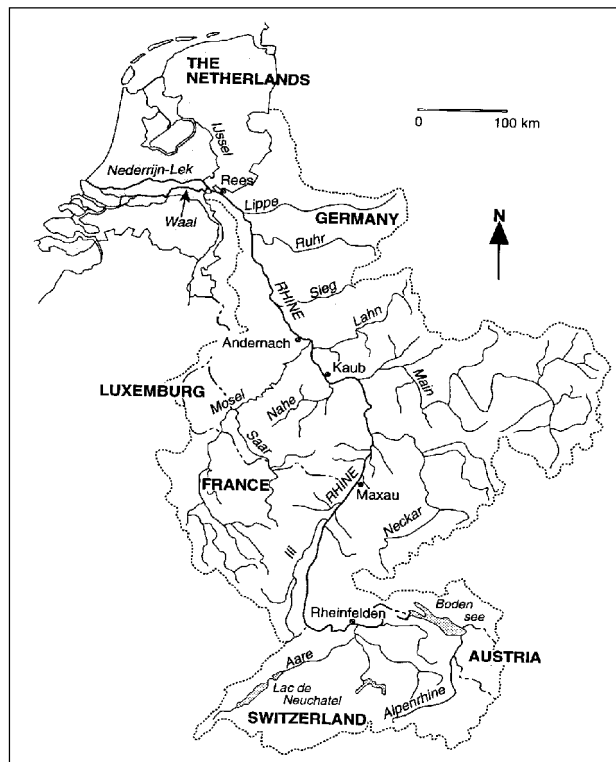 THE
NETHERLANDS
IJssel
0 100 km
Nederrijn-Lek
Rees
Lippe
Waal
GERMANY
N
Ruhr
RHINE
Sieg
Lahn
Andernach
Kaub
LUXEMBURG
Mosel
Main
Nahe
Saar
FRANCE
RHINE
Maxau
Neckar
Ill
Rheinfelden
Boden
see
Aare
AUSTRIA
Lac de
Neuchatel
SWITZERLAND
Alpenrhine